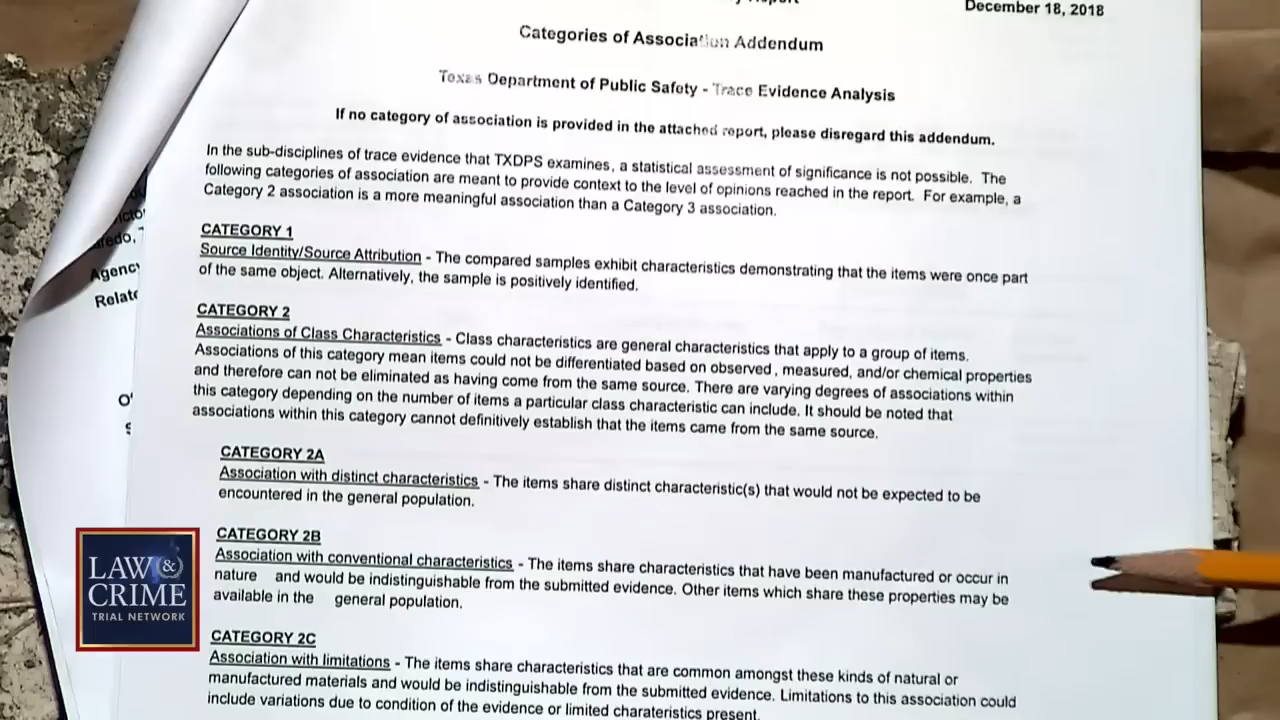 December 18, 2018
Categories of Association Addendum
Texas Department of Public Safety - Trace Evidence Analysis
If no category of association is provided in the attached report, please disregard this addendum.
In the sub-disciplines of trace evidence that TXDPS examines, a statistical assessment of significance is not possible. The
following categories of association are meant to provide context to the level of opinions reached in the report. For example, a
Category 2 association is a more meaningful association than a Category 3 association.
CATEGORY 1
Source Identity/Source Attribution - The compared samples exhibit characteristics demonstrating that the items were once part
of the same object. Alternatively, the sample is positively identified.
CATEGORY 2
Associations of Class Characteristics - Class characteristics are general characteristics that apply to a group of items.
Associations of this category mean items could not be differentiated based on observed, measured, and/or chemical properties
and therefore can not be eliminated as having come from the same source. There are varying degrees of associations within
this category depending on the number of items a particular class characteristic can include. It should be noted that
associations within this category cannot definitively establish that the items came from the same source.
CATEGORY 2A
Association with distinct characteristics - The items share distinct characteristic(s) that would not be expected to be
encountered in the general population.
CATEGORY 2B
Association with conventional characteristics - The items share characteristics that have been manufactured or occur in
nature and would be indistinguishable from the submitted evidence. Other items which share these properties may be
available in the general population.
CATEGORY 2C
Association with limitations - The items share characteristics that are common amongst these kinds of natural or
manufactured materials and would be indistinguishable from the submitted evidence. Limitations to this association could
include variations due to condition of the evidence or limited charateristics present.
Agency
LAW &
CRIME
TRIAL NETWORK